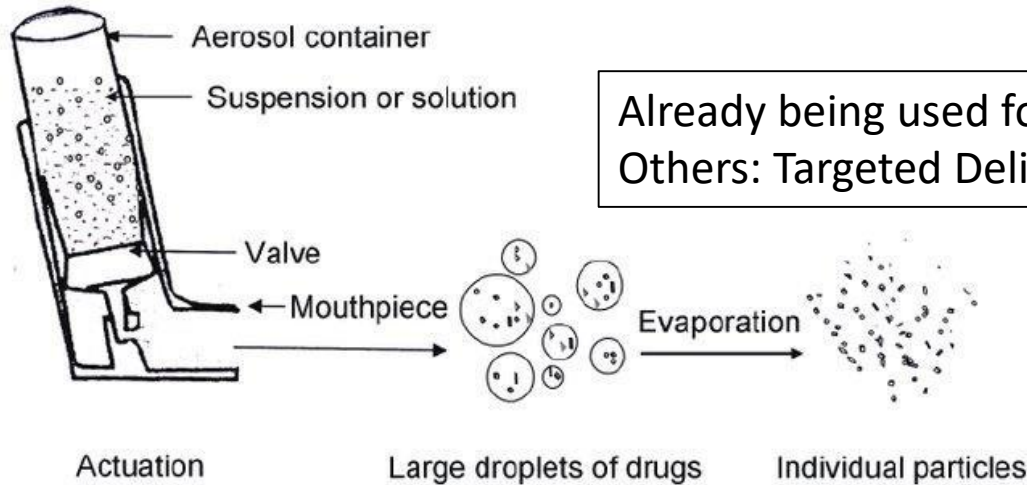 Aerosol container
Suspension or solution
Already being used fo
Others: Targeted Deli
Valve
Mouthpiece
Evaporation
Actuation
Large droplets of drugs
Individual particles